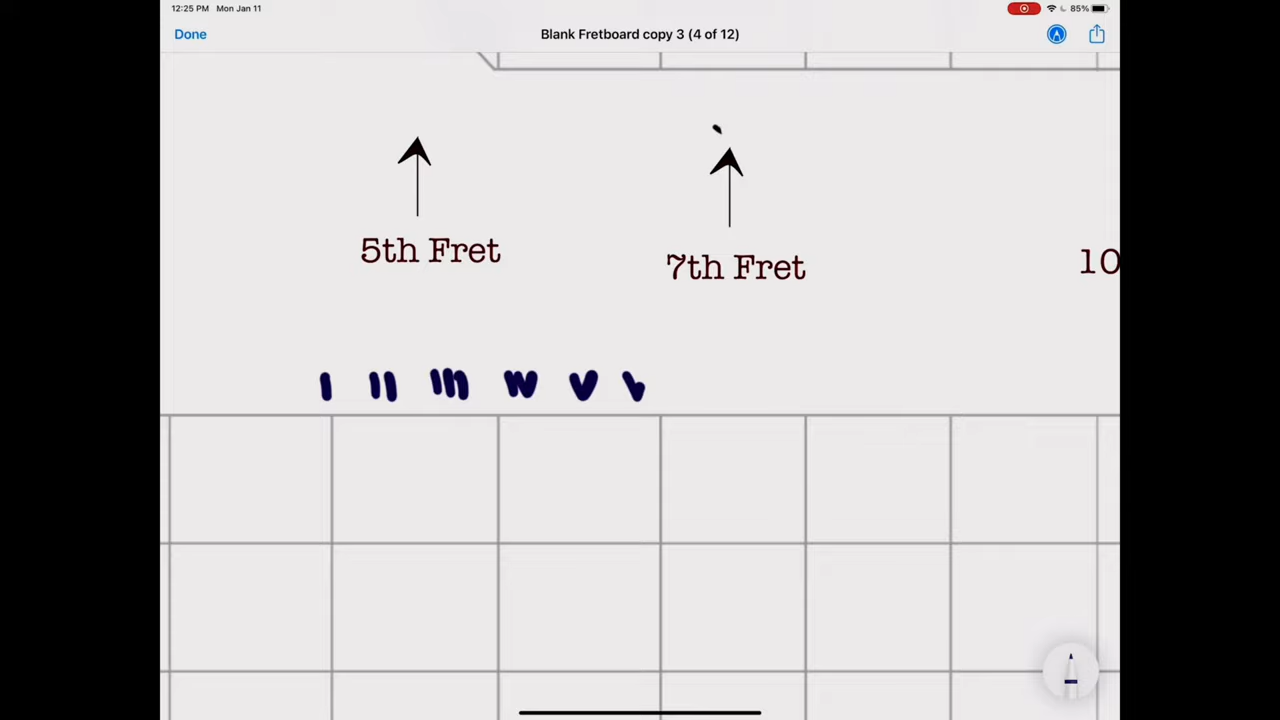 12:25 PM Mon Jan 11 85%
Done Blank Fretboard copy 3 (4 of 12)
5th Fret 7th Fret 10
I II III IV V